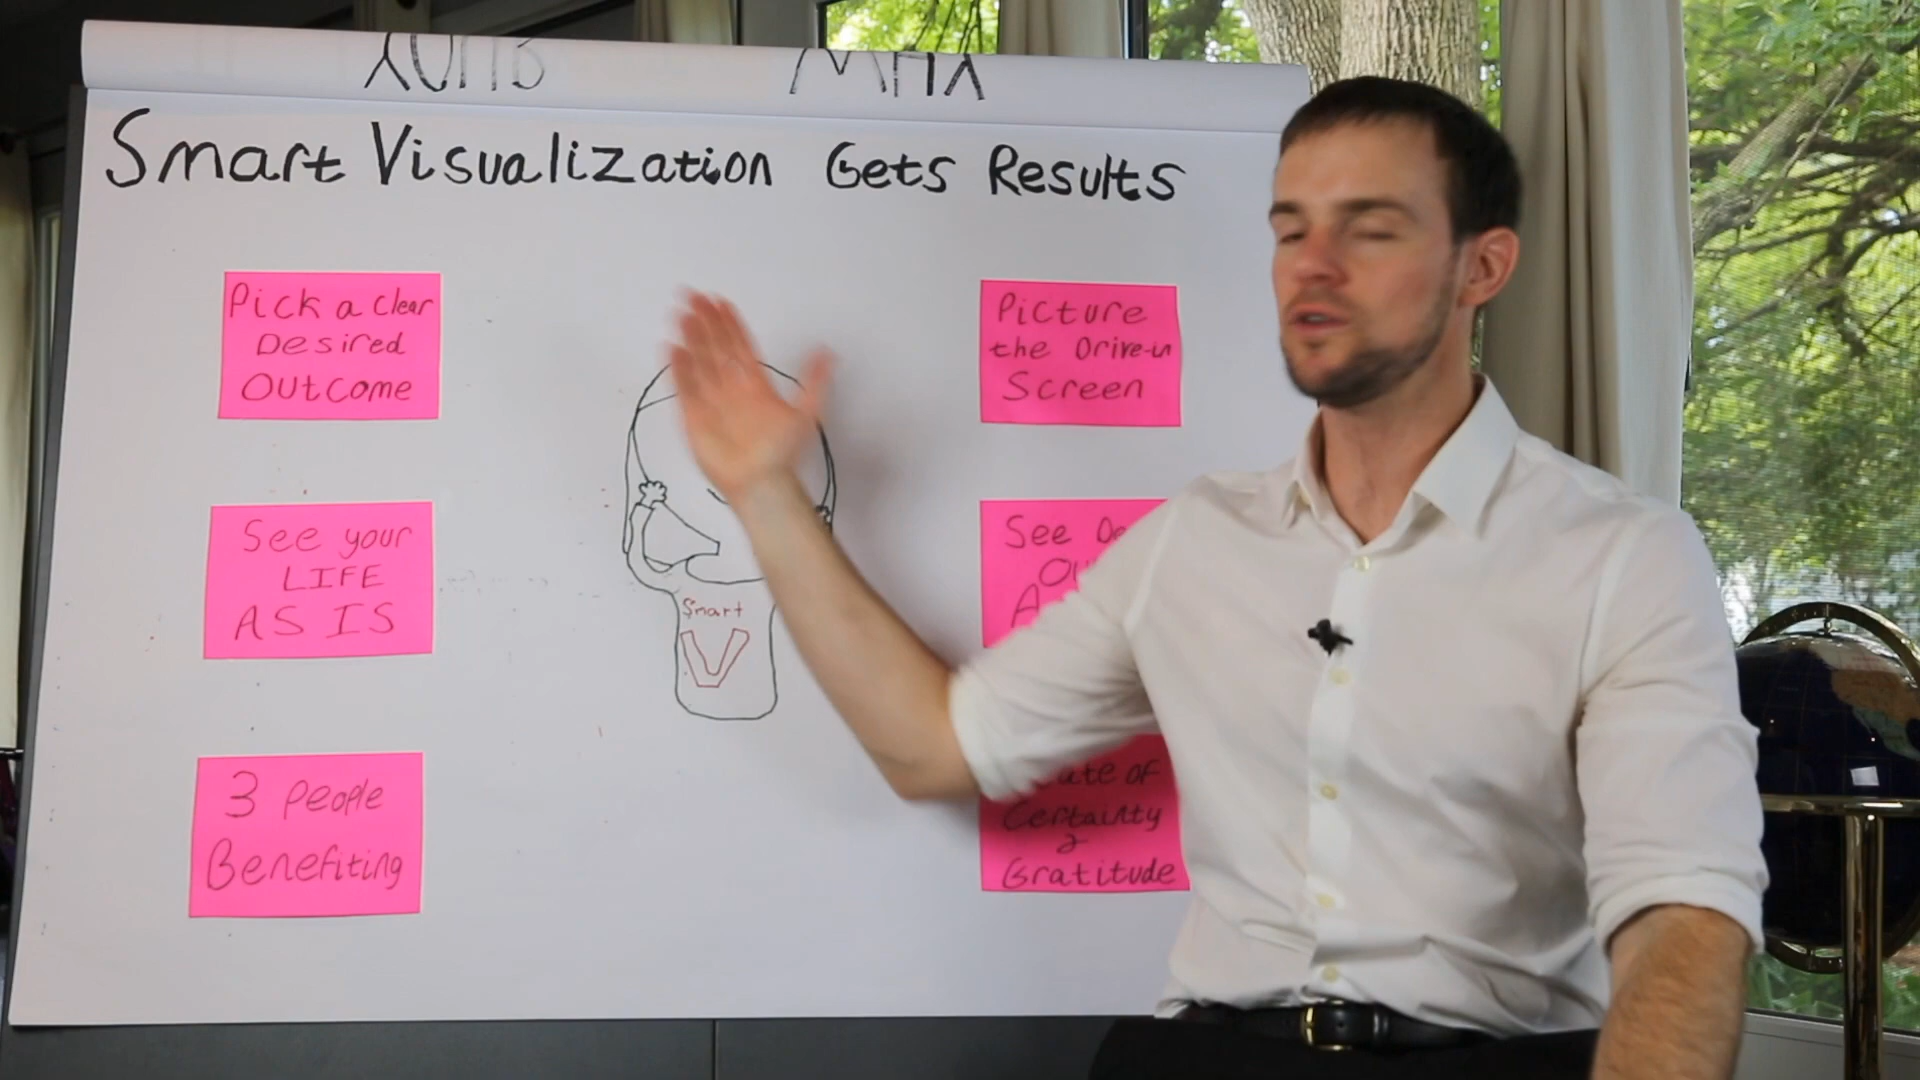 Smart Visualization Gets Results
Pick a clear
Desired
Outcome
Picture
the Drive-in
Screen
See your
LIFE
AS IS
See
Smart
V
3 People
Benefiting
of
Certainty
&
Gratitude